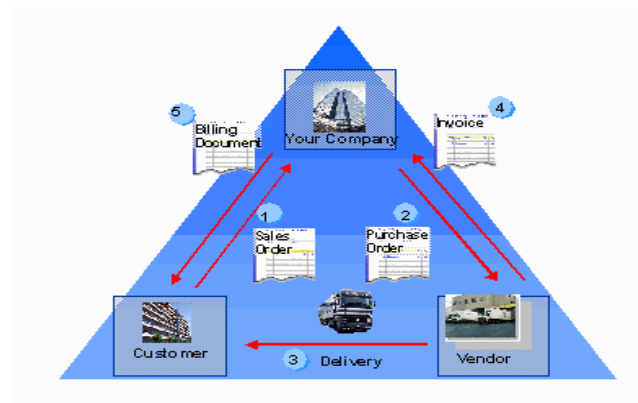 5
4
Billing
Document
Invoice
Your Company
1
2
Sales
Order
Purchase
Order
Customer
3
Delivery
Vendor